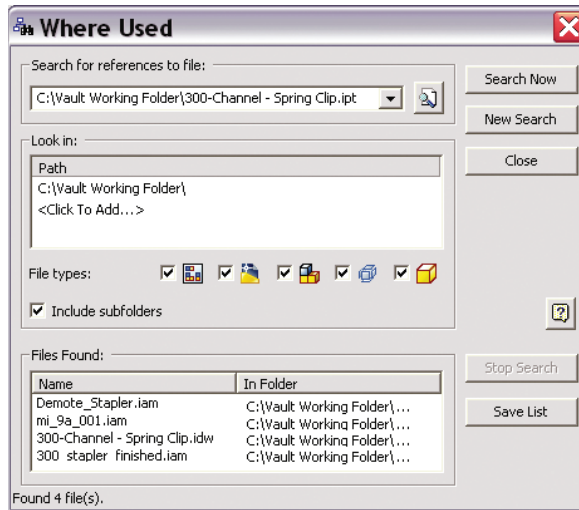 Where Used
Search for references to file:
C:\Vault Working Folder\300-Channel - Spring Clip.ipt
Search Now
New Search
Close
Look in:
Path
C:\Vault Working Folder\
<Click To Add...>
File types:
Include subfolders
Files Found:
Name In Folder
Demote_Stapler.iam C:\Vault Working Folder\...
mi_9a_001.iam C:\Vault Working Folder\...
300-Channel - Spring Clip.idw C:\Vault Working Folder\...
300 stapler finished.iam C:\Vault Working Folder\...
Stop Search
Save List
Found 4 file(s).